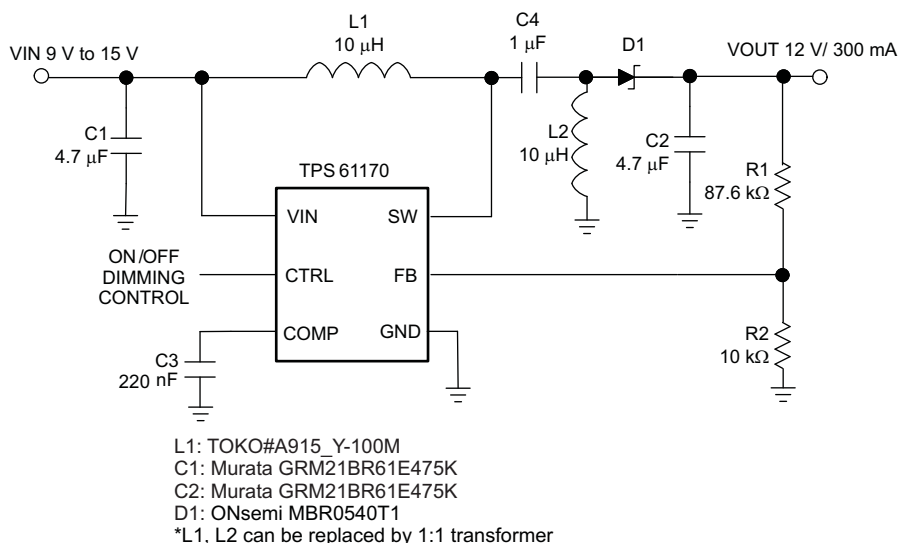 L1
10 µH
C4
1 µF
D1
VIN 9 V to 15 V
VOUT 12 V/ 300 mA
C1
4.7 µF
L2
10 µH
C2
4.7 µF
R1
87.6 kΩ
TPS 61170
VIN
SW
ON/OFF
DIMMING
CONTROL
CTRL
FB
COMP
GND
C3
220 nF
R2
10 kΩ
L1: TOKO#A915_Y-100M
C1: Murata GRM21BR61E475K
C2: Murata GRM21BR61E475K
D1: ONsemi MBR0540T1
*L1, L2 can be replaced by 1:1 transformer